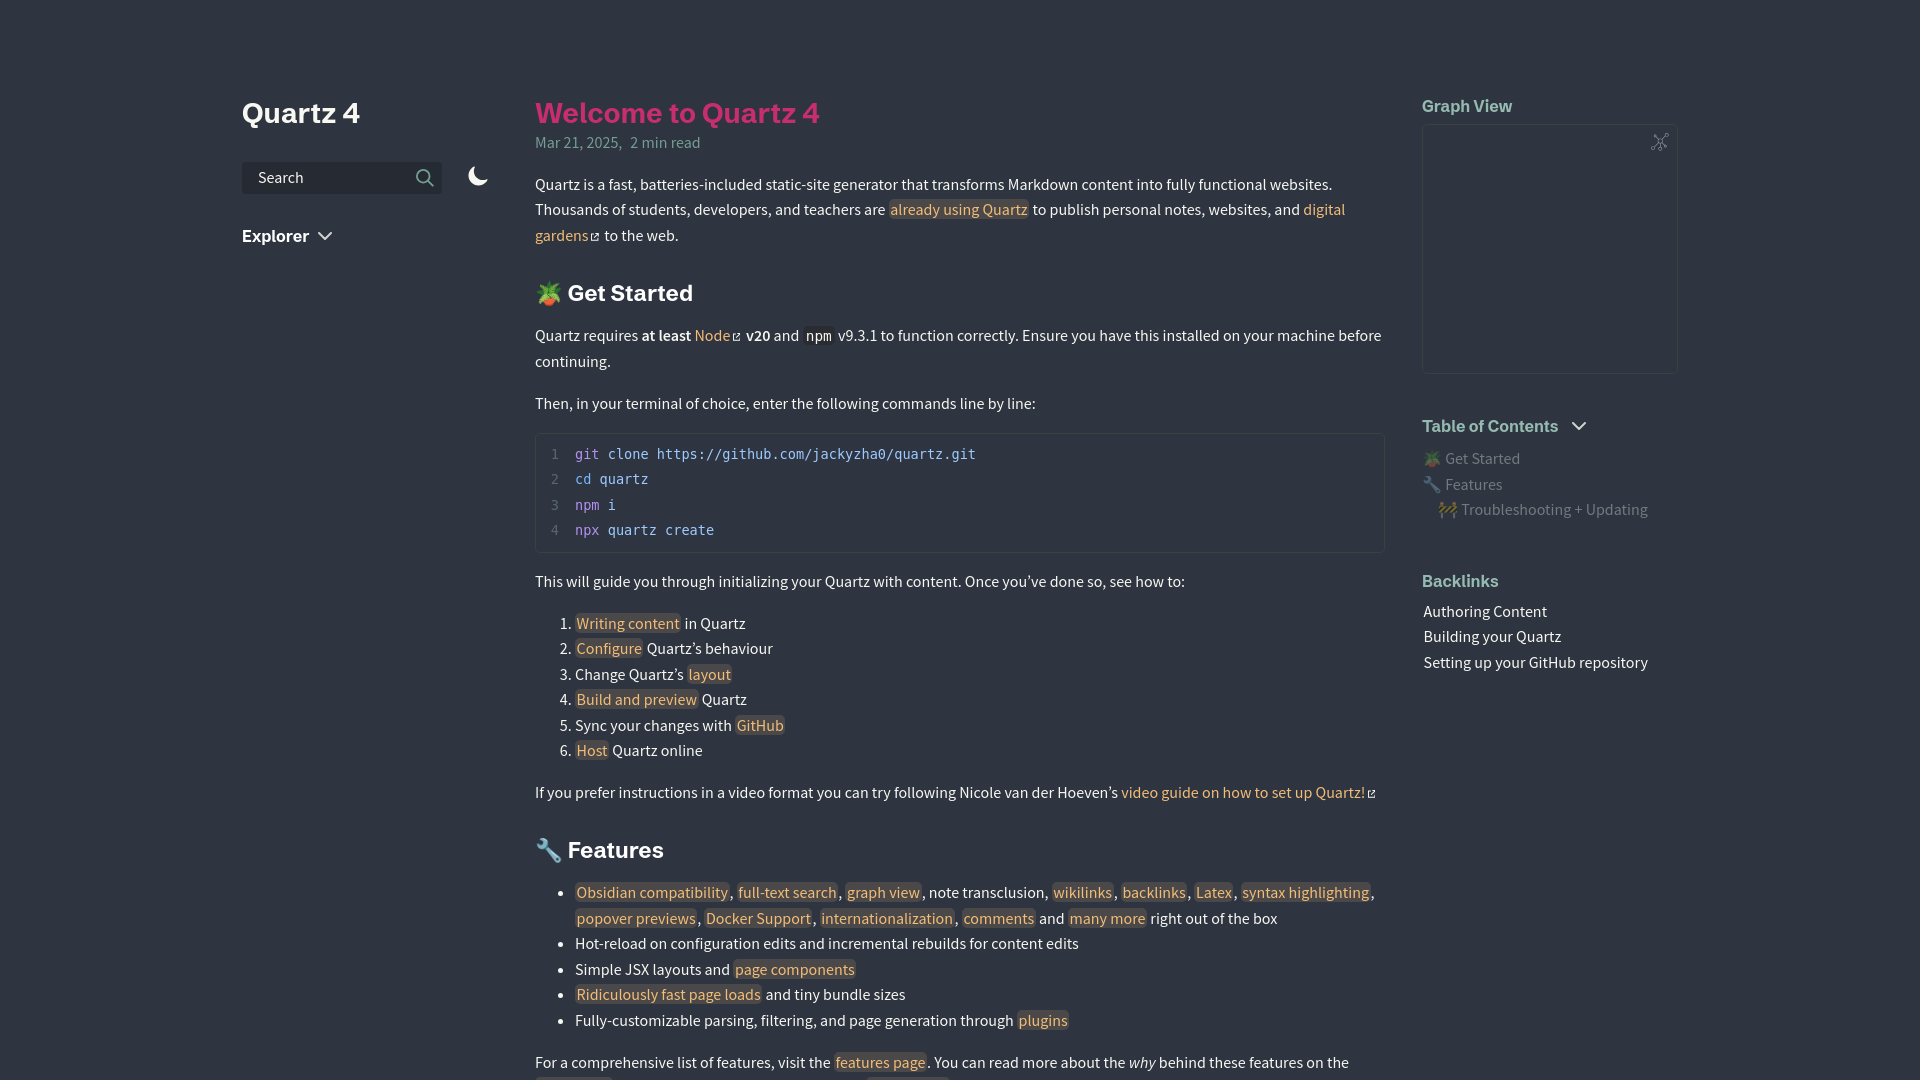 Quartz 4
Search
Explorer
Welcome to Quartz 4
Mar 21, 2025, 2 min read
Quartz is a fast, batteries-included static-site generator that transforms Markdown content into fully functional websites.
Thousands of students, developers, and teachers are already using Quartz to publish personal notes, websites, and digital
gardens to the web.
🪴 Get Started
Quartz requires at least Node v20 and npm v9.3.1 to function correctly. Ensure you have this installed on your machine before
continuing.
Then, in your terminal of choice, enter the following commands line by line:
1 git clone https://github.com/jackyzha0/quartz.git
2 cd quartz
3 npm i
4 npx quartz create
This will guide you through initializing your Quartz with content. Once you’ve done so, see how to:
1. Writing content in Quartz
2. Configure Quartz’s behaviour
3. Change Quartz’s layout
4. Build and preview Quartz
5. Sync your changes with GitHub
6. Host Quartz online
If you prefer instructions in a video format you can try following Nicole van der Hoeven’s video guide on how to set up Quartz!
🔧 Features
• Obsidian compatibility, full-text search, graph view, note transclusion, wikilinks, backlinks, Latex, syntax highlighting,
popover previews, Docker Support, internationalization, comments and many more right out of the box
• Hot-reload on configuration edits and incremental rebuilds for content edits
• Simple JSX layouts and page components
• Ridiculously fast page loads and tiny bundle sizes
• Fully-customizable parsing, filtering, and page generation through plugins
For a comprehensive list of features, visit the features page. You can read more about the why behind these features on the
Graph View
Table of Contents
🪴 Get Started
🔧 Features
🚧 Troubleshooting + Updating
Backlinks
Authoring Content
Building your Quartz
Setting up your GitHub repository